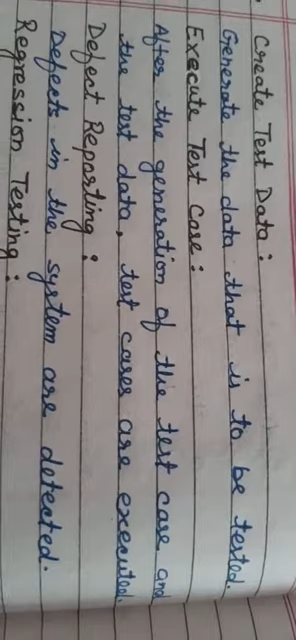 Create Test Data :
Generate the data that is to be tested.
Execute Test Case :
After the generation of the test case and
the test data, test cases are executed.
Defect Reporting :
Defects in the system are detected.
Regression Testing :